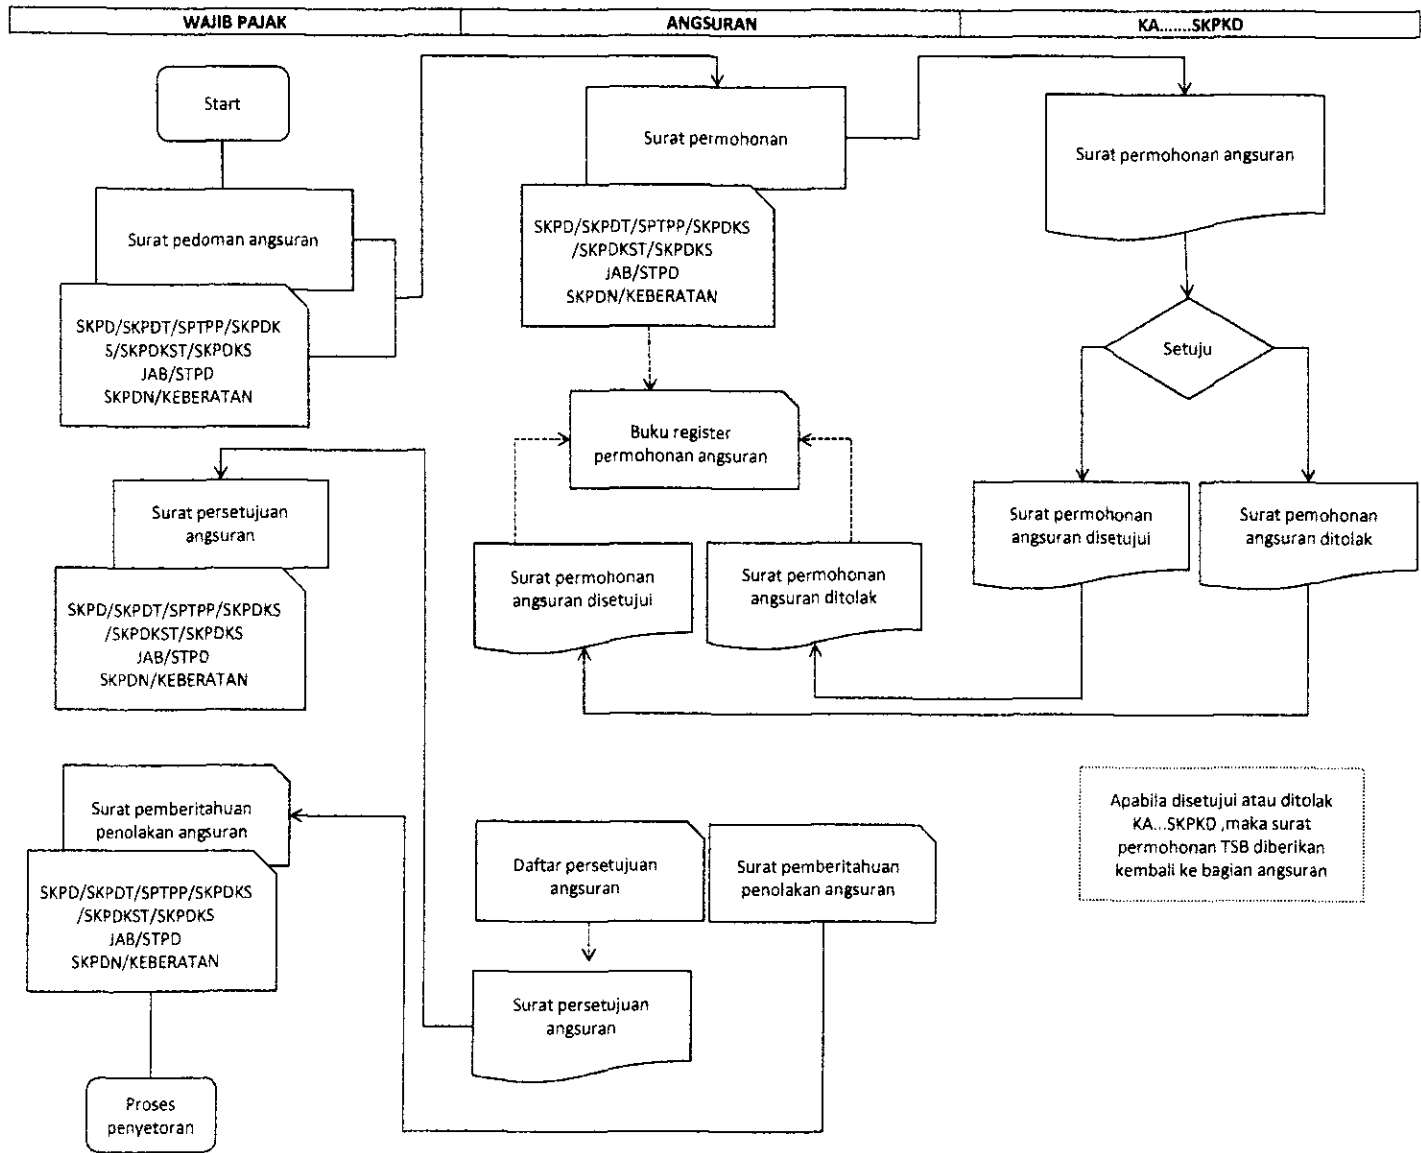 WAJIB PAJAK
ANGSURAN
KA.......SKPKD
Start
Surat pedoman angsuran
SKPD/SKPDT/SPTPP/SKPDK
S/SKPDKST/SKPDKS
JAB/STPD
SKPDN/KEBERATAN
Surat persetujuan
angsuran
SKPD/SKPDT/SPTPP/SKPDKS
/SKPDKST/SKPDKS
JAB/STPD
SKPDN/KEBERATAN
Surat pemberitahuan
penolakan angsuran
SKPD/SKPDT/SPTPP/SKPDKS
/SKPDKST/SKPDKS
JAB/STPD
SKPDN/KEBERATAN
Proses
penyetoran
Surat permohonan
SKPD/SKPDT/SPTPP/SKPDKS
/SKPDKST/SKPDKS
JAB/STPD
SKPDN/KEBERATAN
Buku register
permohonan angsuran
Surat permohonan
angsuran disetujui
Surat permohonan
angsuran ditolak
Daftar persetujuan
angsuran
Surat pemberitahuan
penolakan angsuran
Surat persetujuan
angsuran
Surat permohonan angsuran
Setuju
Surat permohonan
angsuran disetujui
Surat pemohonan
angsuran ditolak
Apabila disetujui atau ditolak
KA...SKPKD ,maka surat
permohonan TSB diberikan
kembali ke bagian angsuran